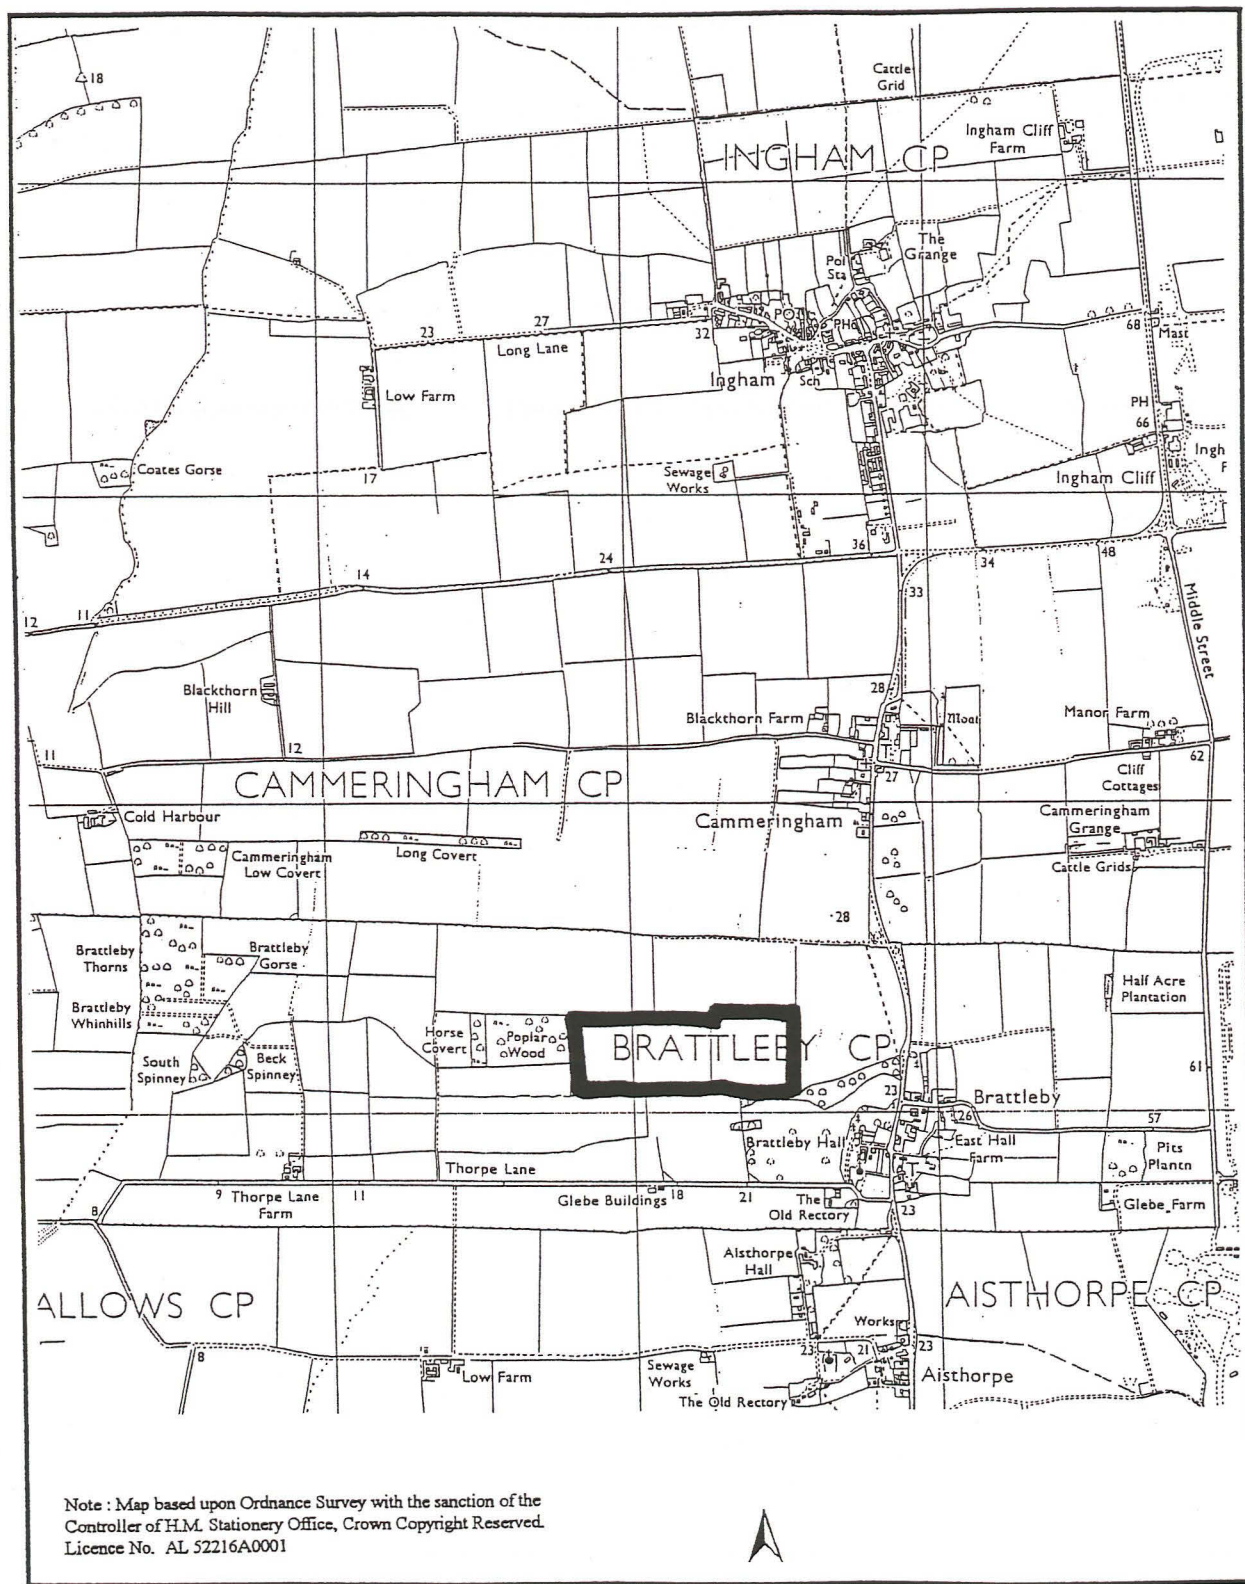 18
Cattle
Grid
Ingham Cliff
Farm
INGHAM CP
The
Grange
Pol
Sta
PO
PH
23
27
32
Long Lane
68
Mast
Ingham
Sch
Low Farm
PH
66
Coates Gorse
17
Sewage
Works
Ingham Cliff
Ingh
F
36
24
14
34
48
33
12
11
Middle Street
Blackthorn
Hill
28
Blackthorn Farm
Moat
Manor Farm
11
12
62
CAMMERINGHAM CP
27
Cliff
Cottages
Cold Harbour
Cammeringham
Cammeringham
Grange
Long Covert
Cammeringham
Low Covert
Cattle Grids
28
Brattleby
Thorns
Brattleby
Gorse
Half Acre
Plantation
Brattleby
Whinhills
Horse
Covert
Poplar
Wood
BRATTLEBY CP
South
Spinney
Beck
Spinney
61
23
Brattleby
26
57
Brattleby Hall
East Hall
Farm
Pits
Plantn
Thorpe Lane
9
Thorpe Lane
Farm
11
Glebe Buildings
18
21
The
Old Rectory
23
Glebe Farm
8
Aisthorpe
Hall
ALLOWS CP
AISTHORPE CP
Works
8
23
21
23
Low Farm
Sewage
Works
Aisthorpe
The Old Rectory
Note : Map based upon Ordnance Survey with the sanction of the
Controller of H.M. Stationery Office, Crown Copyright Reserved.
Licence No. AL 52216A0001